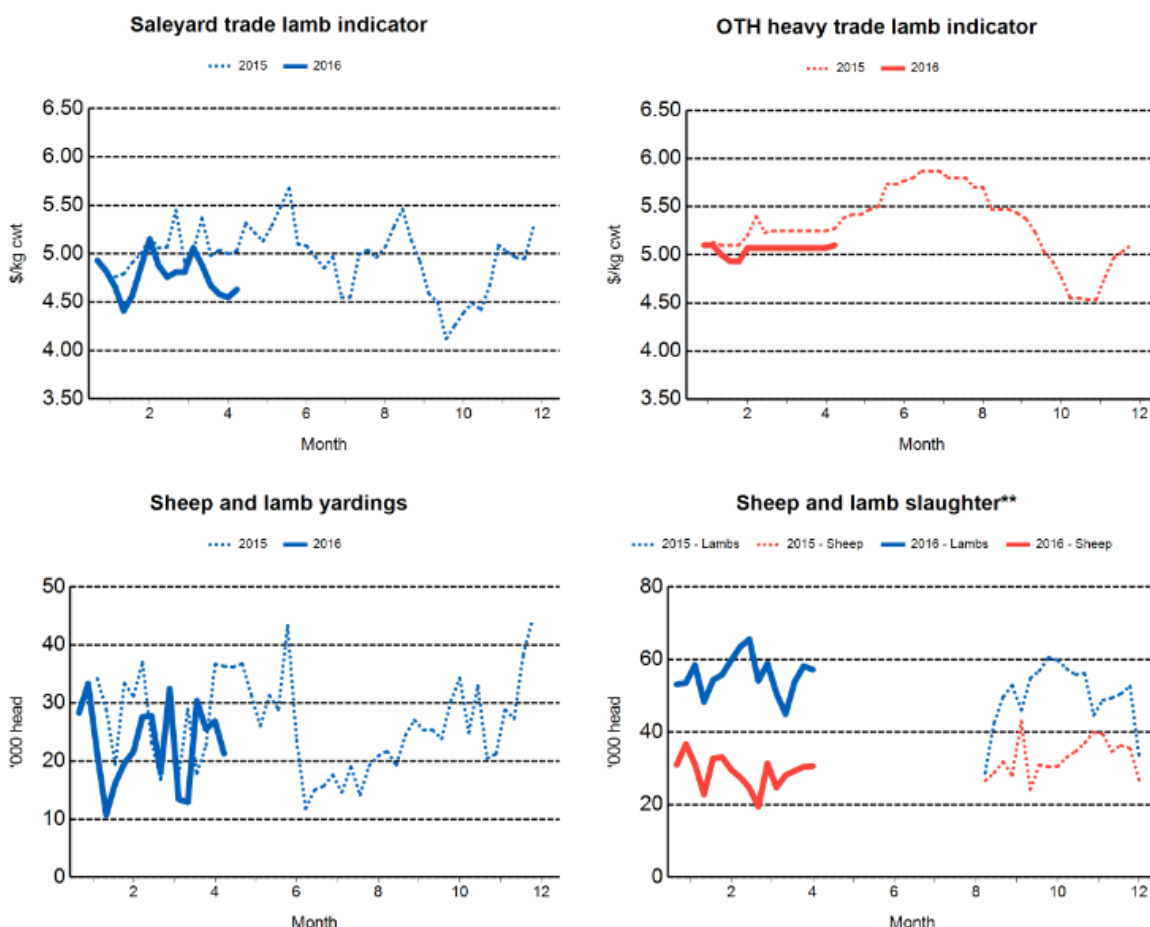 Saleyard trade lamb indicator
2015 2016
6.50
6.00
5.50
5.00
4.50
4.00
3.50
$/kg cwt
2 4 6 8 10 12
Month
OTH heavy trade lamb indicator
2015 2016
6.50
6.00
5.50
5.00
4.50
4.00
3.50
$/kg cwt
2 4 6 8 10 12
Month
Sheep and lamb yardings
2015 2016
50
40
30
20
10
0
'000 head
2 4 6 8 10 12
Month
Sheep and lamb slaughter**
2015 - Lambs 2015 - Sheep 2016 - Lambs 2016 - Sheep
80
60
40
20
0
'000 head
2 4 6 8 10 12
Month